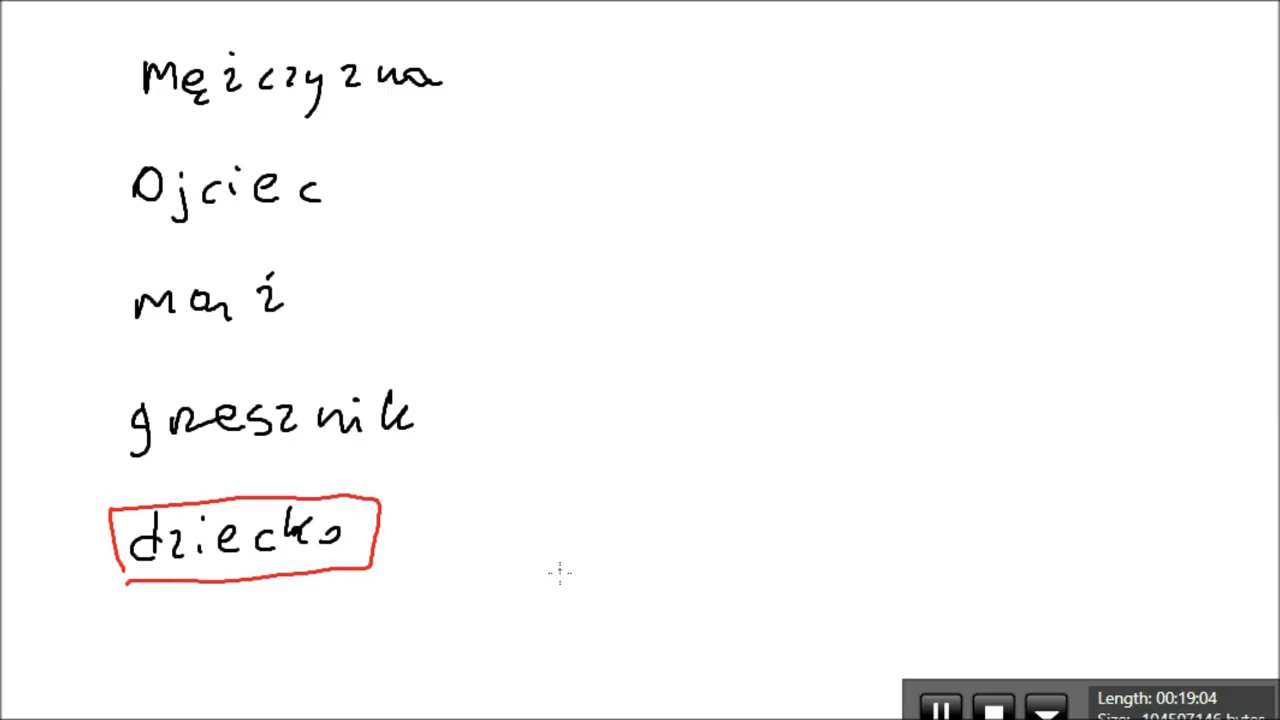 Mężczyzna
Ojciec
mąż
grzesznik
dziecko
Length: 00:19:04